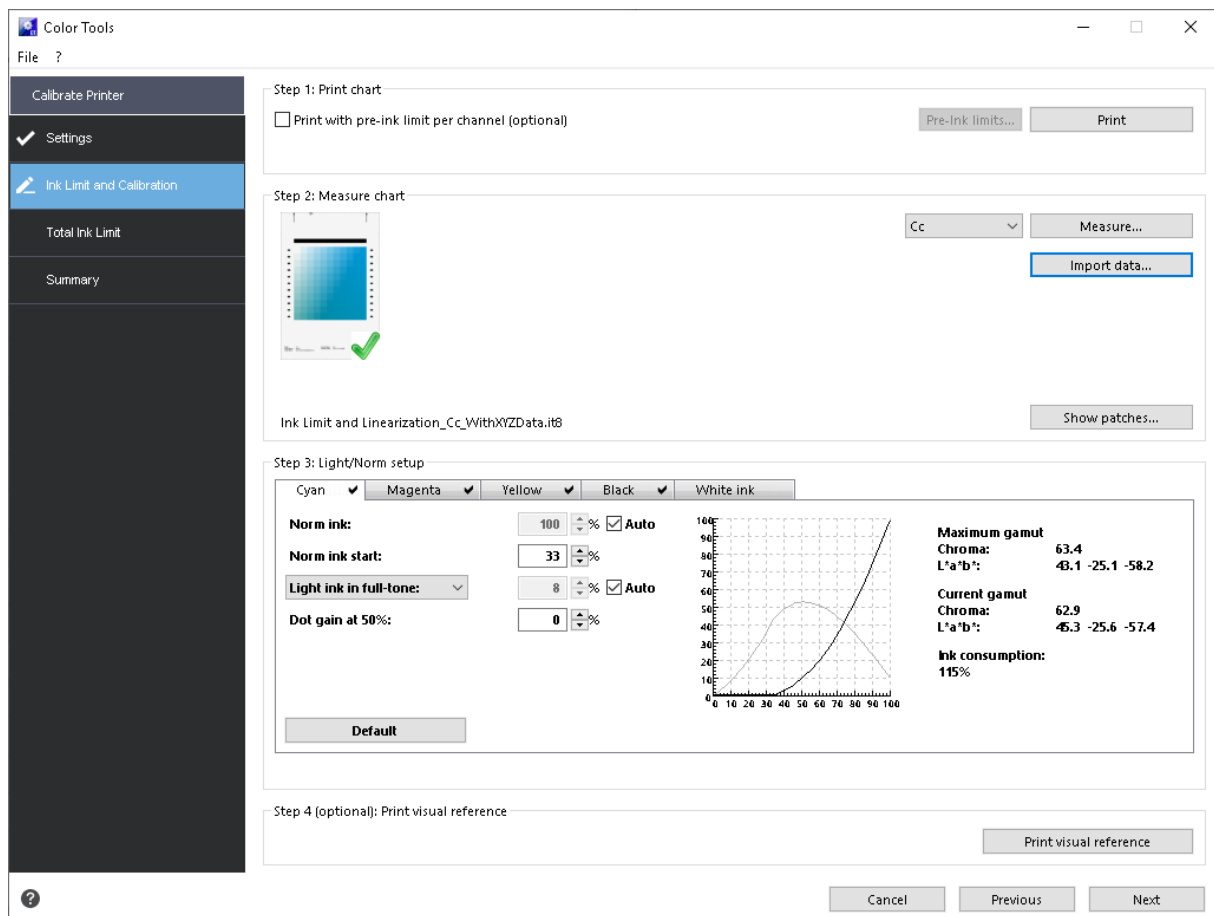 Color Tools
File ?
Calibrate Printer
Settings
Ink Limit and Calibration
Total Ink Limit
Summary
Step 1: Print chart
Print with pre-ink limit per channel (optional)
Pre-Ink limits...
Print
Step 2: Measure chart
Cc
Measure...
Import data...
Ink Limit and Linearization_Cc_WithXYZData.it8
Show patches...
Step 3: Light/Norm setup
Cyan Magenta Yellow Black White ink
Norm ink: 100 % Auto
Norm ink start: 33 %
Light ink in full-tone: 8 % Auto
Dot gain at 50%: 0 %
Default
100
90
80
70
60
50
40
30
20
10
0
0 10 20 30 40 50 60 70 80 90 100
Maximum gamut
Chroma: 63.4
L*a*b*: 43.1 -25.1 -58.2
Current gamut
Chroma: 62.9
L*a*b*: 45.3 -25.6 -57.4
Ink consumption:
115%
Step 4 (optional): Print visual reference
Print visual reference
?
Cancel
Previous
Next